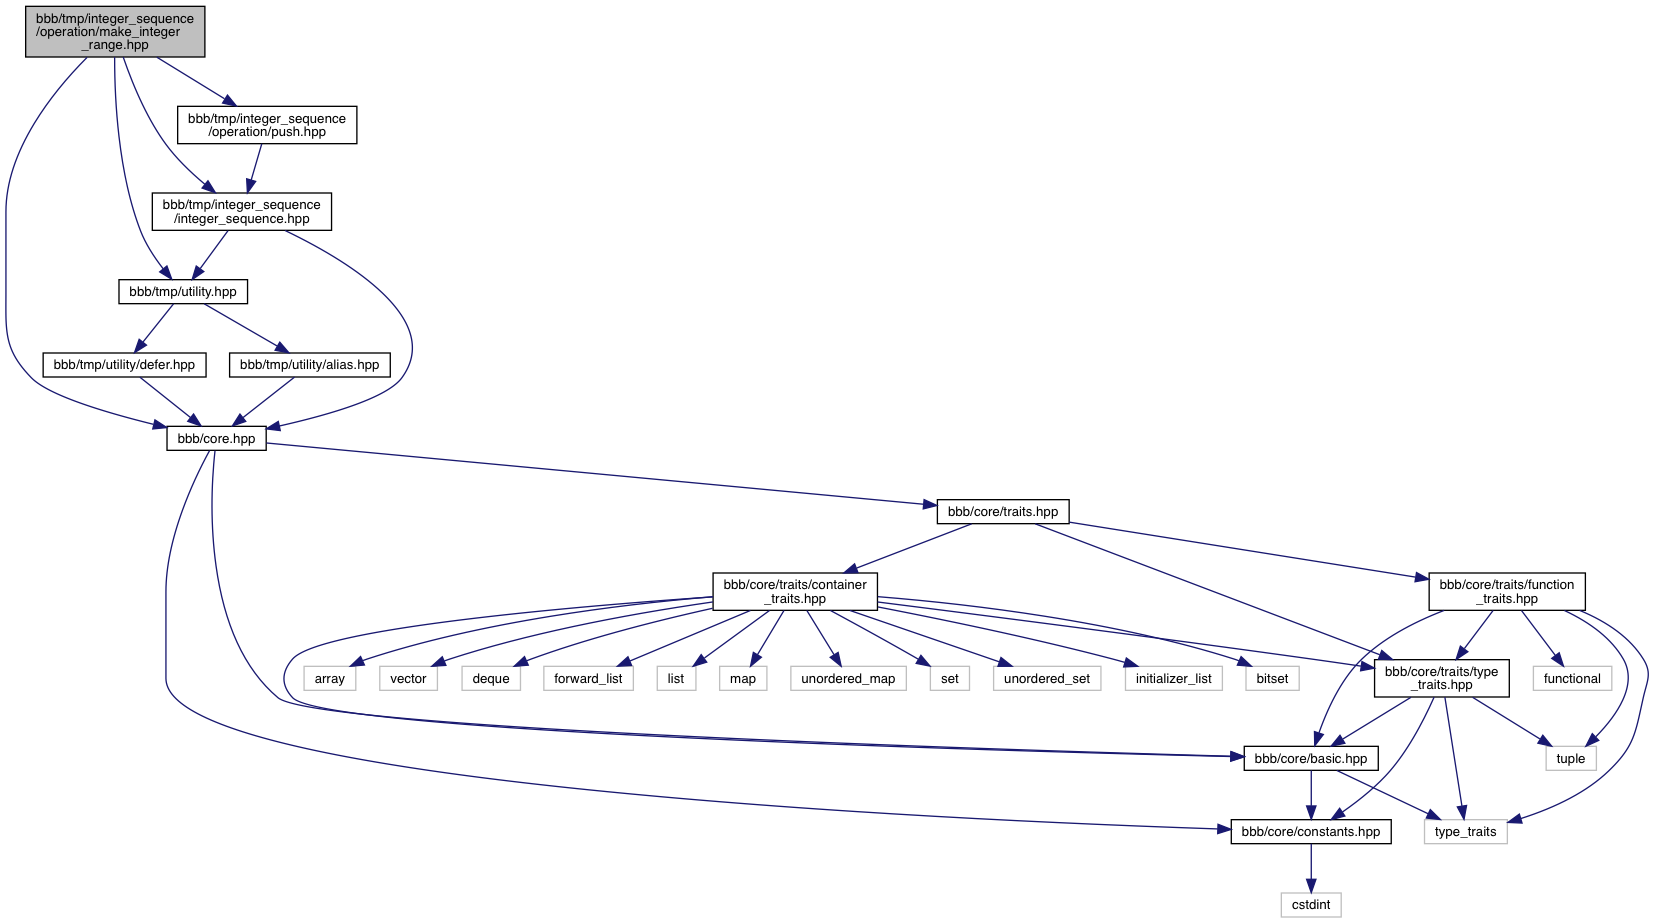 bbb/tmp/integer_sequence
/operation/make_integer
_range.hpp
bbb/tmp/integer_sequence
/operation/push.hpp
bbb/tmp/integer_sequence
/integer_sequence.hpp
bbb/tmp/utility.hpp
bbb/tmp/utility/defer.hpp
bbb/tmp/utility/alias.hpp
bbb/core.hpp
bbb/core/traits.hpp
bbb/core/traits/container
_traits.hpp
bbb/core/traits/function
_traits.hpp
array
vector
deque
forward_list
list
map
unordered_map
set
unordered_set
initializer_list
bitset
bbb/core/traits/type
_traits.hpp
functional
bbb/core/basic.hpp
tuple
bbb/core/constants.hpp
type_traits
cstdint